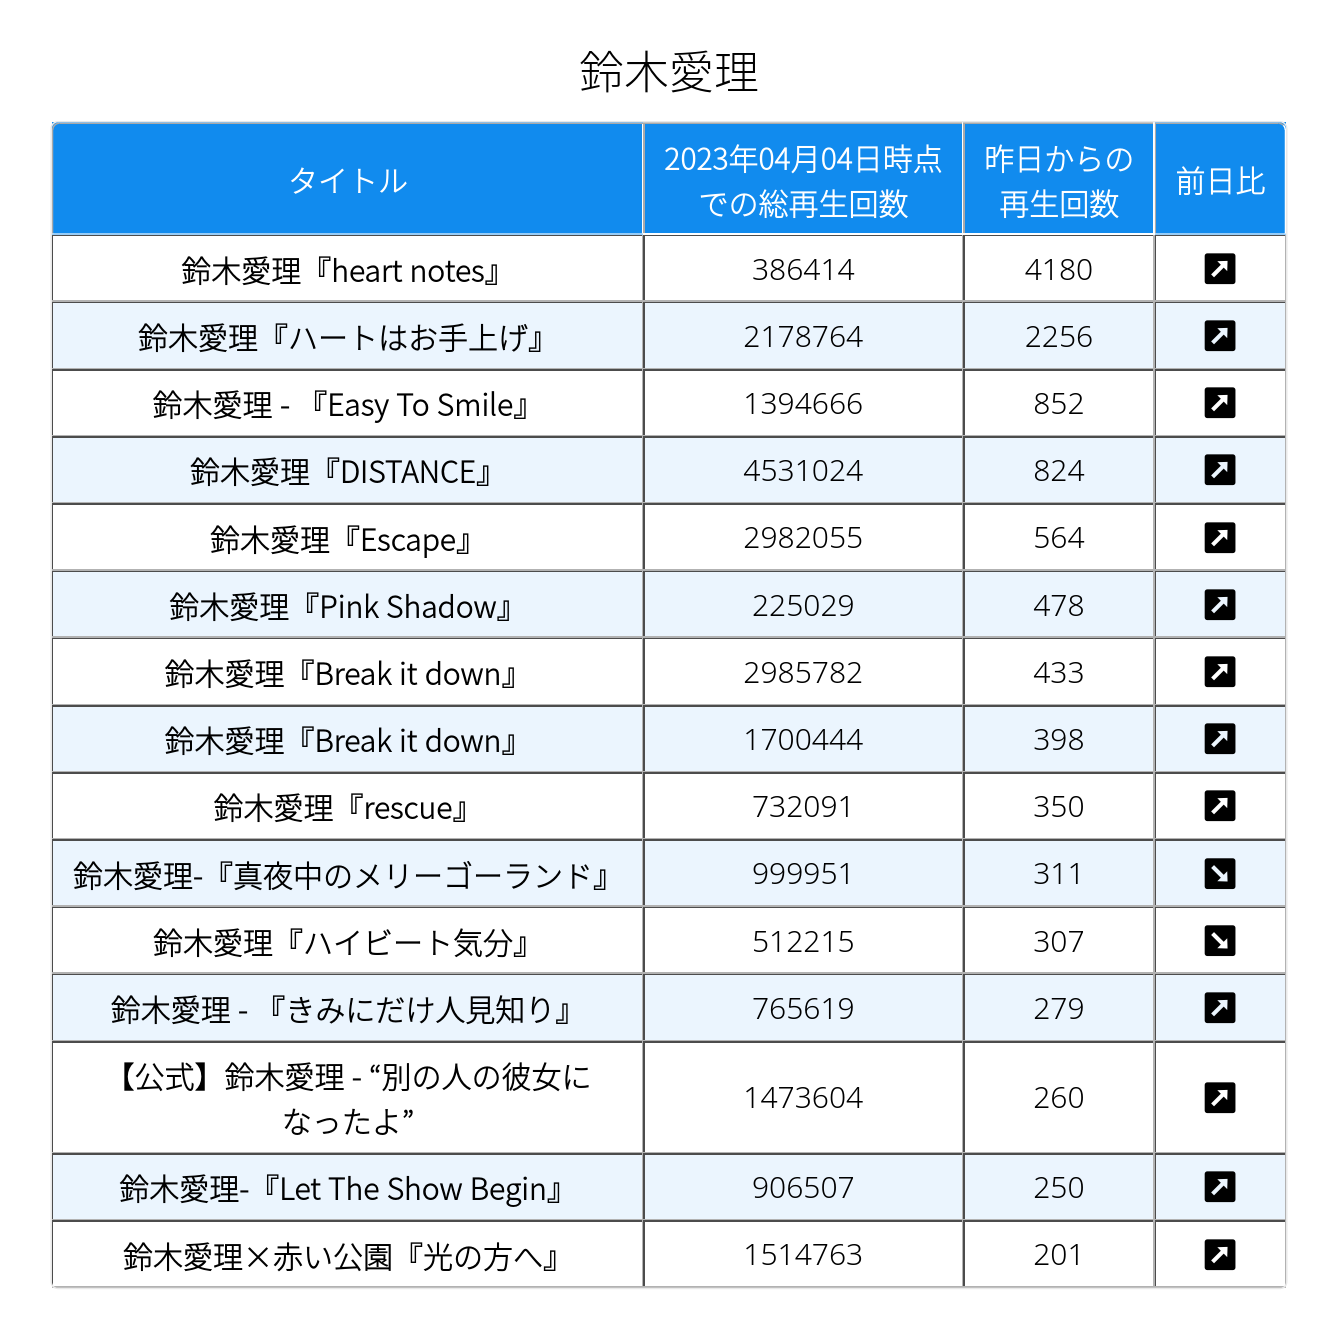 鈴木愛理
タイトル 2023年04月04日時点 昨日からの 前日比
での総再生回数 再生回数
鈴木愛理『heart notes』 386414 4180 ↗
鈴木愛理『ハートはお手上げ』 2178764 2256 ↗
鈴木愛理 - 『Easy To Smile』 1394666 852 ↗
鈴木愛理『DISTANCE』 4531024 824 ↗
鈴木愛理『Escape』 2982055 564 ↗
鈴木愛理『Pink Shadow』 225029 478 ↗
鈴木愛理『Break it down』 2985782 433 ↗
鈴木愛理『Break it down』 1700444 398 ↗
鈴木愛理『rescue』 732091 350 ↗
鈴木愛理-『真夜中のメリーゴーランド』 999951 311 ↘
鈴木愛理『ハイビート気分』 512215 307 ↘
鈴木愛理 - 『きみにだけ人見知り』 765619 279 ↗
【公式】鈴木愛理 - “別の人の彼女に
なったよ” 1473604 260 ↗
鈴木愛理-『Let The Show Begin』 906507 250 ↗
鈴木愛理×赤い公園『光の方へ』 1514763 201 ↗